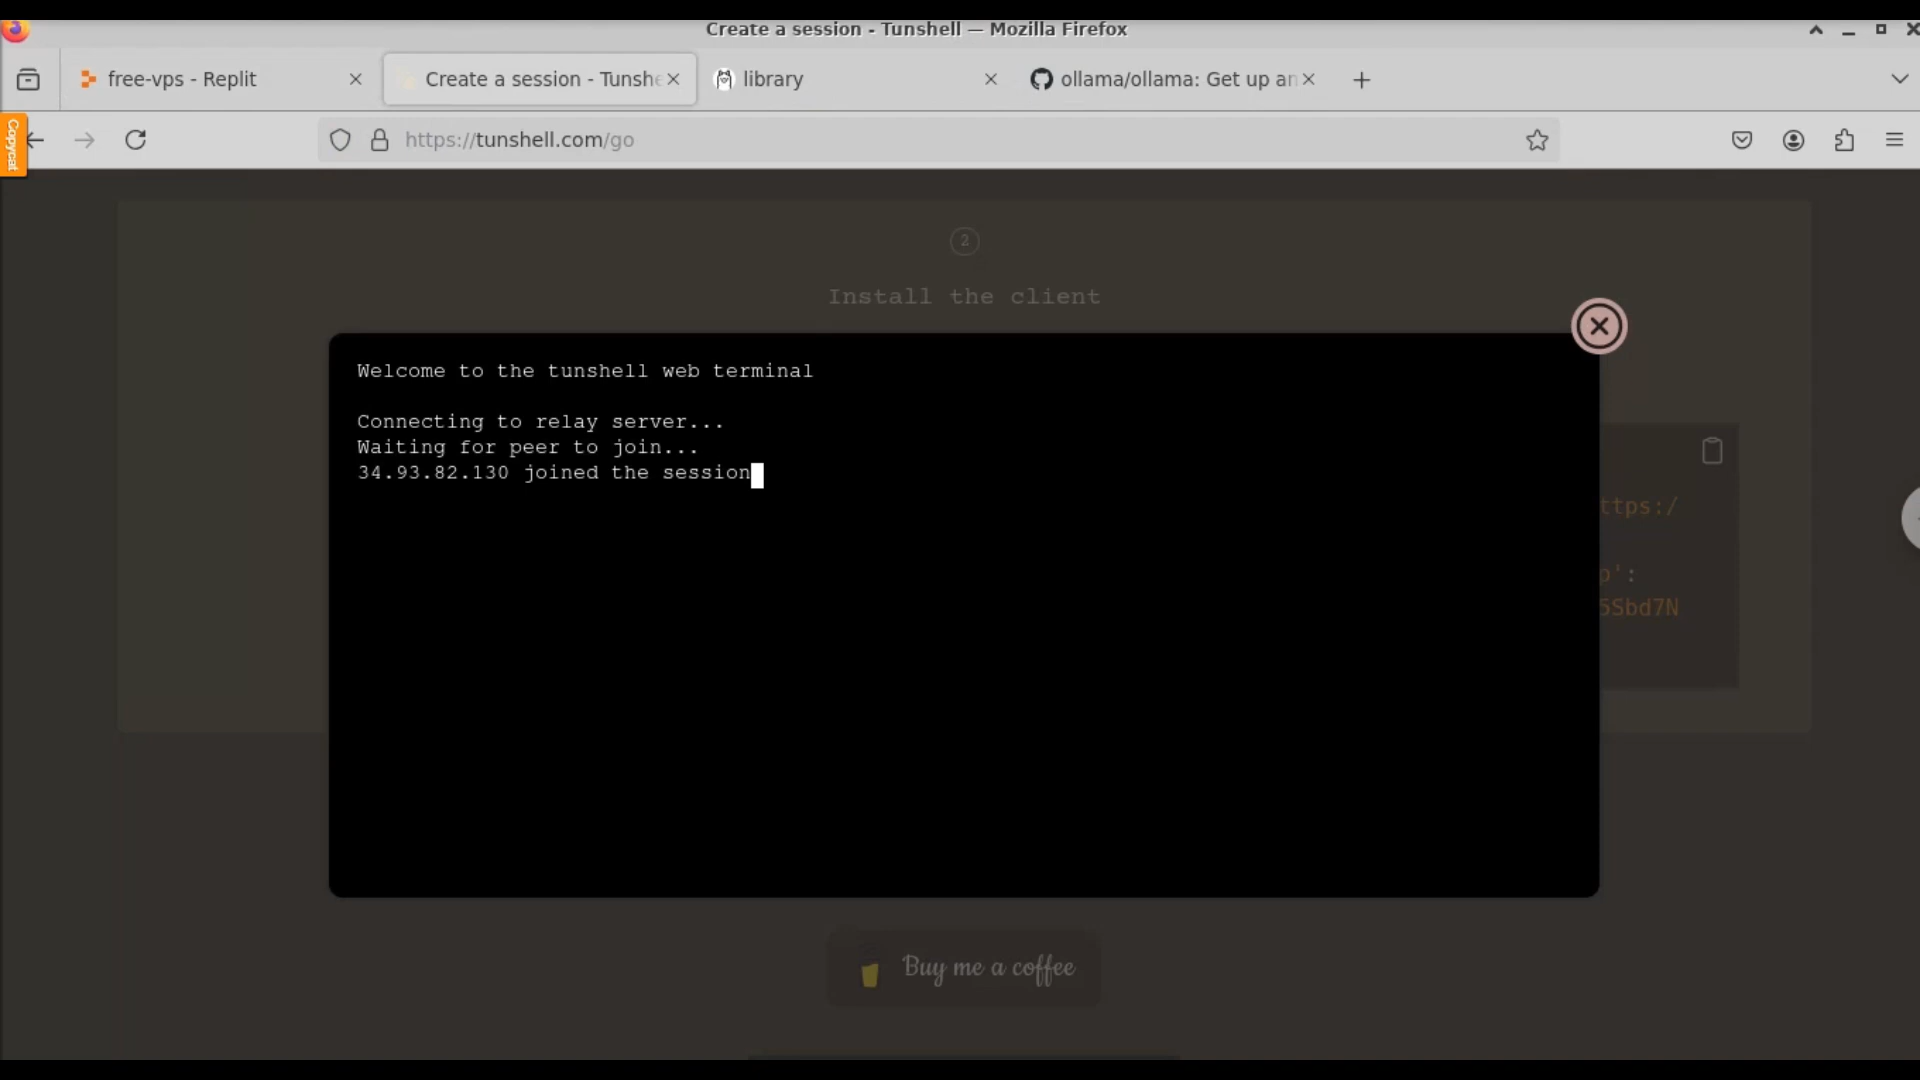 Create a session - Tunshell — Mozilla Firefox
free-vps - Replit
Create a session - Tunshe
library
ollama/ollama: Get up an
Copycat
https://tunshell.com/go
2
Install the client
Welcome to the tunshell web terminal
Connecting to relay server...
Waiting for peer to join...
34.93.82.130 joined the session
ttps:/
p':
5Sbd7N
Buy me a coffee